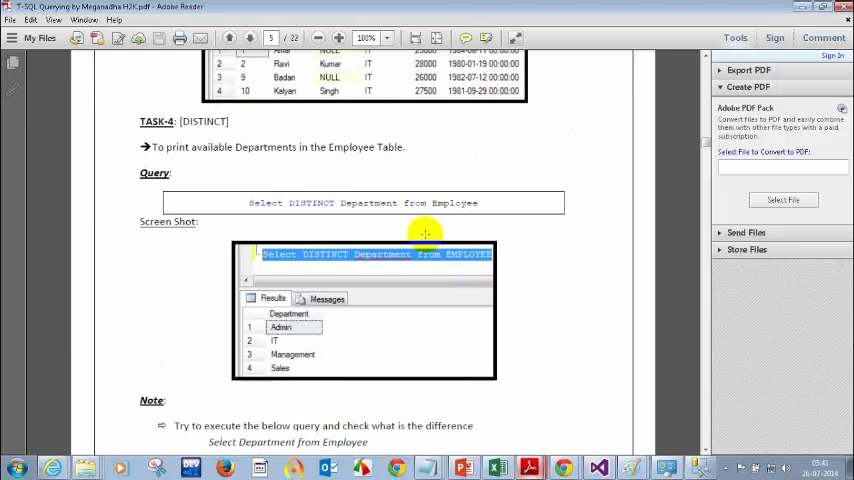 T-SQL Querying by Meganadha H2K.pdf - Adobe Reader
File Edit View Window Help
My Files 5 / 22 100% Tools Sign Comment
Sign In
NULL IT 1984
2 2 Ravi Kumar IT 28000 1980-01-19 00:00:00
3 9 Badan NULL IT 26000 1982-07-12 00:00:00
4 10 Kalyan Singh IT 27500 1981-09-29 00:00:00
TASK-4: [DISTINCT]
To print available Departments in the Employee Table.
Query:
Select DISTINCT Department from Employee
Screen Shot:
Select DISTINCT Department from EMPLOYEE
Results Messages
Department
1 Admin
2 IT
3 Management
4 Sales
Note:
Try to execute the below query and check what is the difference
Select Department from Employee
Export PDF
Create PDF
Adobe PDF Pack
Convert files to PDF and easily combine
them with other file types with a paid
subscription.
Select File to Convert to PDF:
Select File
Send Files
Store Files
DEV
05:41
26-07-2014